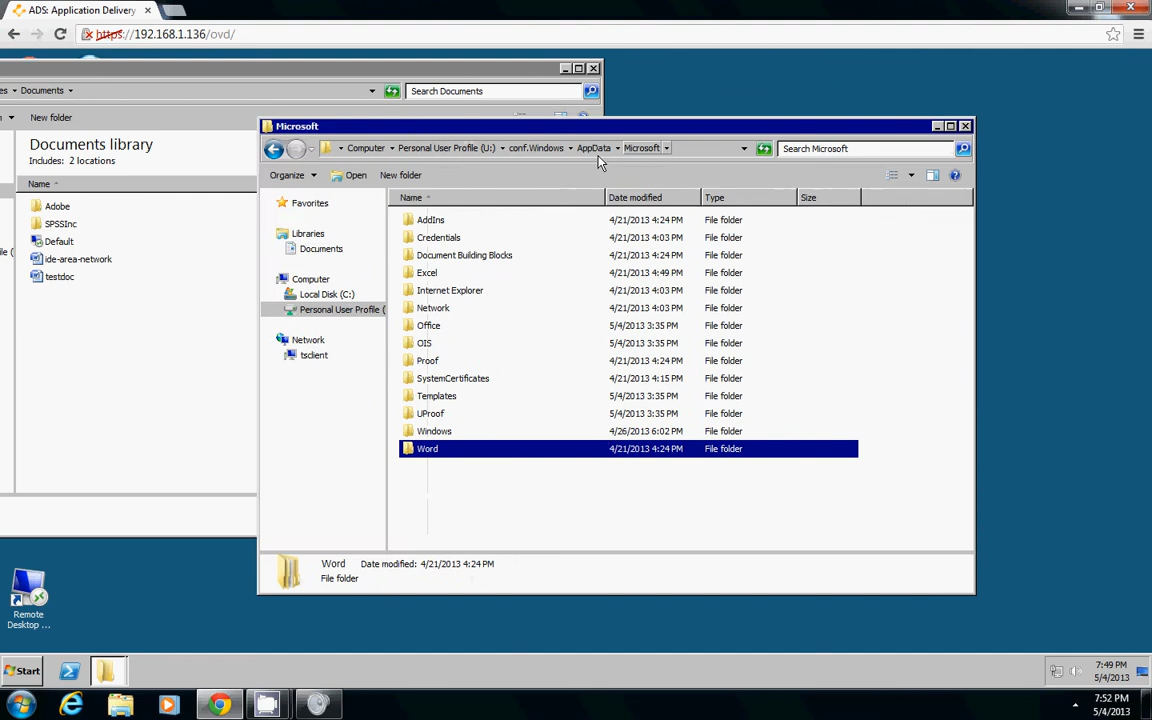 ADS: Application Delivery
https://192.168.1.136/ovd/
es Documents
Search Documents
New folder
Documents library
Includes: 2 locations
Name
Adobe
SPSSInc
Default
ide-area-network
testdoc
Microsoft
Computer Personal User Profile (U:) conf.Windows AppData Microsoft
Search Microsoft
Organize Open New folder
Favorites
Libraries
Documents
Computer
Local Disk (C:)
Personal User Profile (
Network
tsclient
Name Date modified Type Size
AddIns 4/21/2013 4:24 PM File folder
Credentials 4/21/2013 4:03 PM File folder
Document Building Blocks 4/21/2013 4:24 PM File folder
Excel 4/21/2013 4:49 PM File folder
Internet Explorer 4/21/2013 4:03 PM File folder
Network 4/21/2013 4:03 PM File folder
Office 5/4/2013 3:35 PM File folder
OIS 5/4/2013 3:35 PM File folder
Proof 4/21/2013 4:24 PM File folder
SystemCertificates 4/21/2013 4:15 PM File folder
Templates 5/4/2013 3:35 PM File folder
UProof 5/4/2013 3:35 PM File folder
Windows 4/26/2013 6:02 PM File folder
Word 4/21/2013 4:24 PM File folder
Word Date modified: 4/21/2013 4:24 PM
File folder
Remote
Desktop ...
Start
7:49 PM
5/4/2013
7:52 PM
5/4/2013